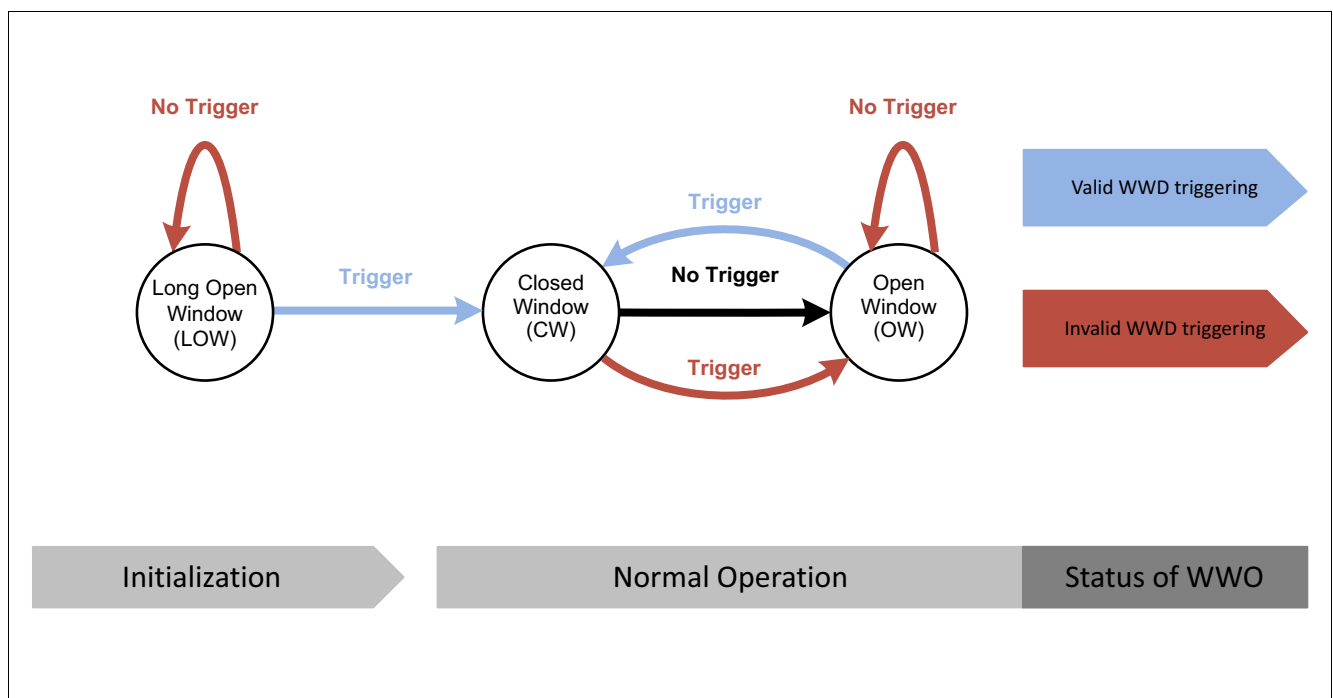 No Trigger
No Trigger
Valid WWD triggering
Trigger
Trigger
No Trigger
Long Open
Window
(LOW)
Closed
Window
(CW)
Open
Window
(OW)
Invalid WWD triggering
Trigger
Initialization
Normal Operation
Status of WWO